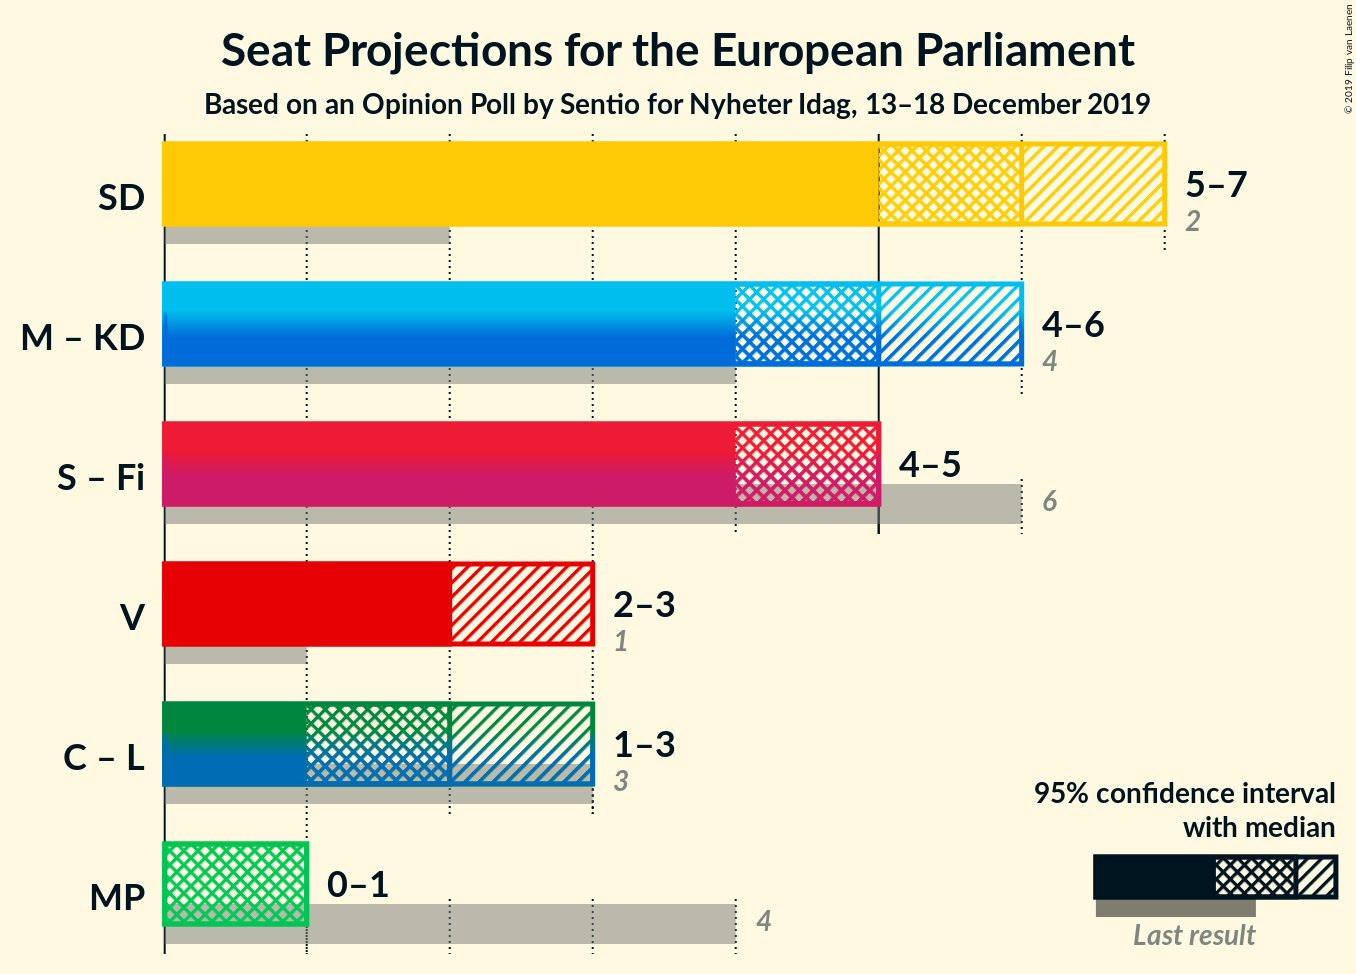 Seat Projections for the European Parliament
Based on an Opinion Poll by Sentio for Nyheter Idag, 13–18 December 2019
© 2019 Filip van Laenen
SD
5–7
2
M – KD
4–6
4
S – Fi
4–5
6
V
2–3
1
C – L
1–3
3
MP
0–1
4
95% confidence interval
with median
Last result